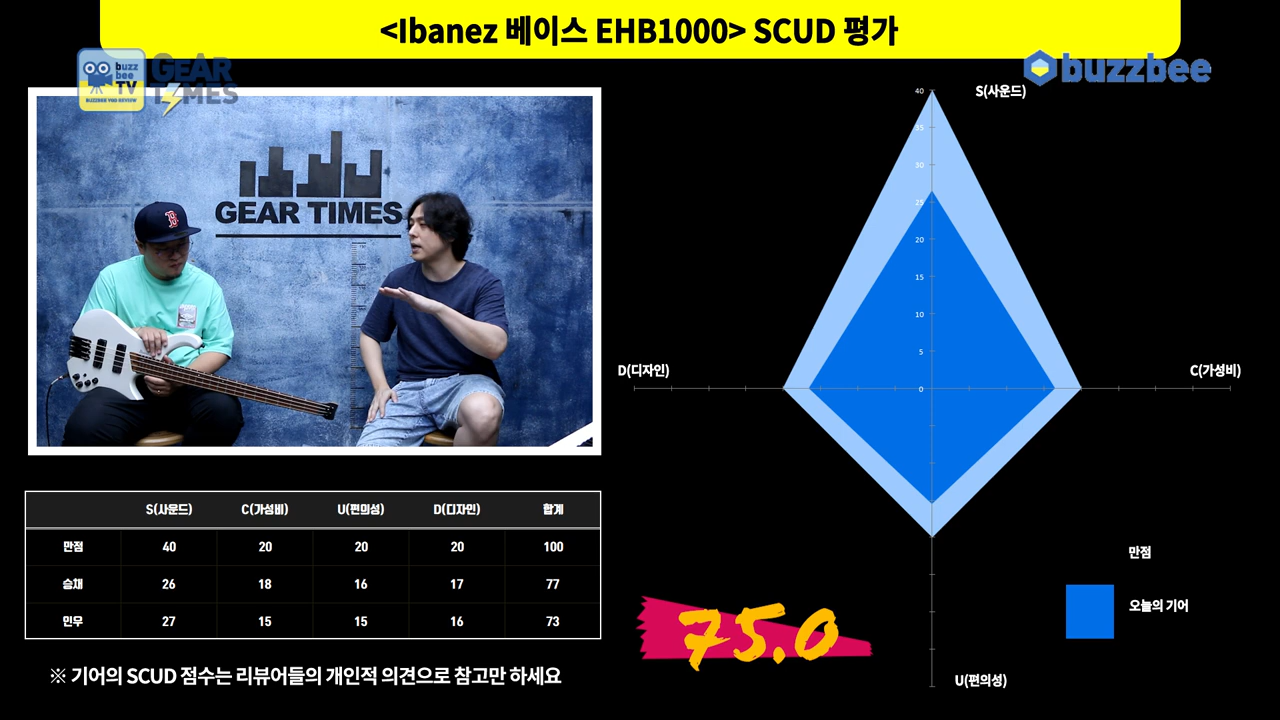 <Ibanez 베이스 EHB1000> SCUD 평가
buzz
bee
TV
BUZZBEE YOU REVIEW
GEAR
TIMES
buzzbee
GEAR TIMES
B
S(사운드)
40
35
30
25
20
15
10
5
0
D(디자인)
C(가성비)
U(편의성)
만점
오늘의 기어
S(사운드) C(가성비) U(편의성) D(디자인) 합계
만점 40 20 20 20 100
승채 26 18 16 17 77
민우 27 15 15 16 73
75.0
※ 기어의 SCUD 점수는 리뷰어들의 개인적 의견으로 참고만 하세요